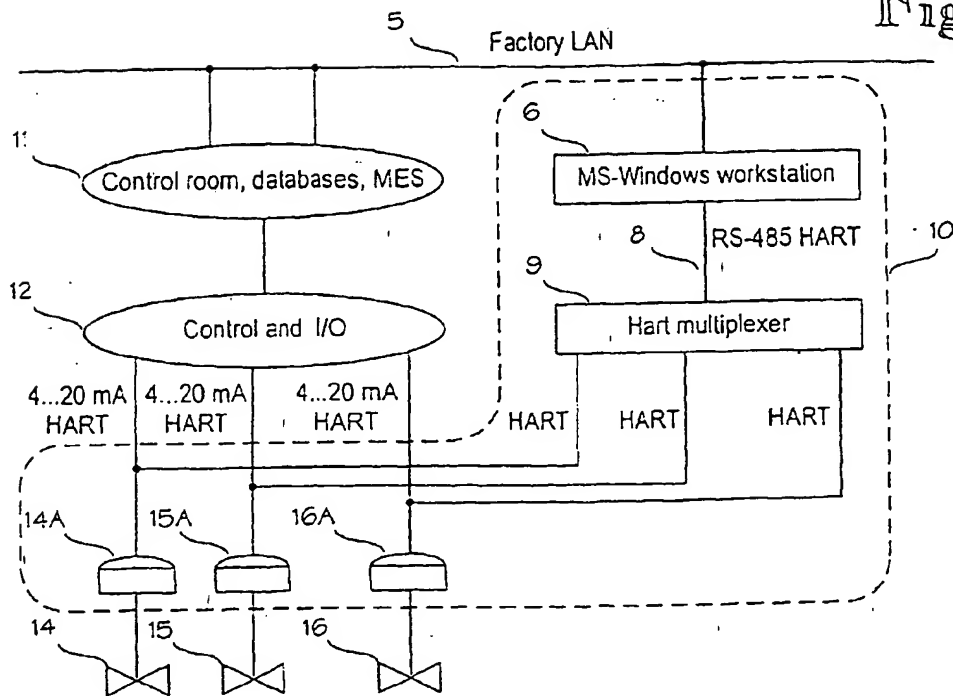 Fig
5
Factory LAN
11
6
Control room, databases, MES
MS-Windows workstation
8
RS-485 HART
10
9
12
Control and I/O
Hart multiplexer
4...20 mA
HART
4...20 mA
HART
4...20 mA
HART
HART
HART
HART
14A
15A
16A
14
15
16